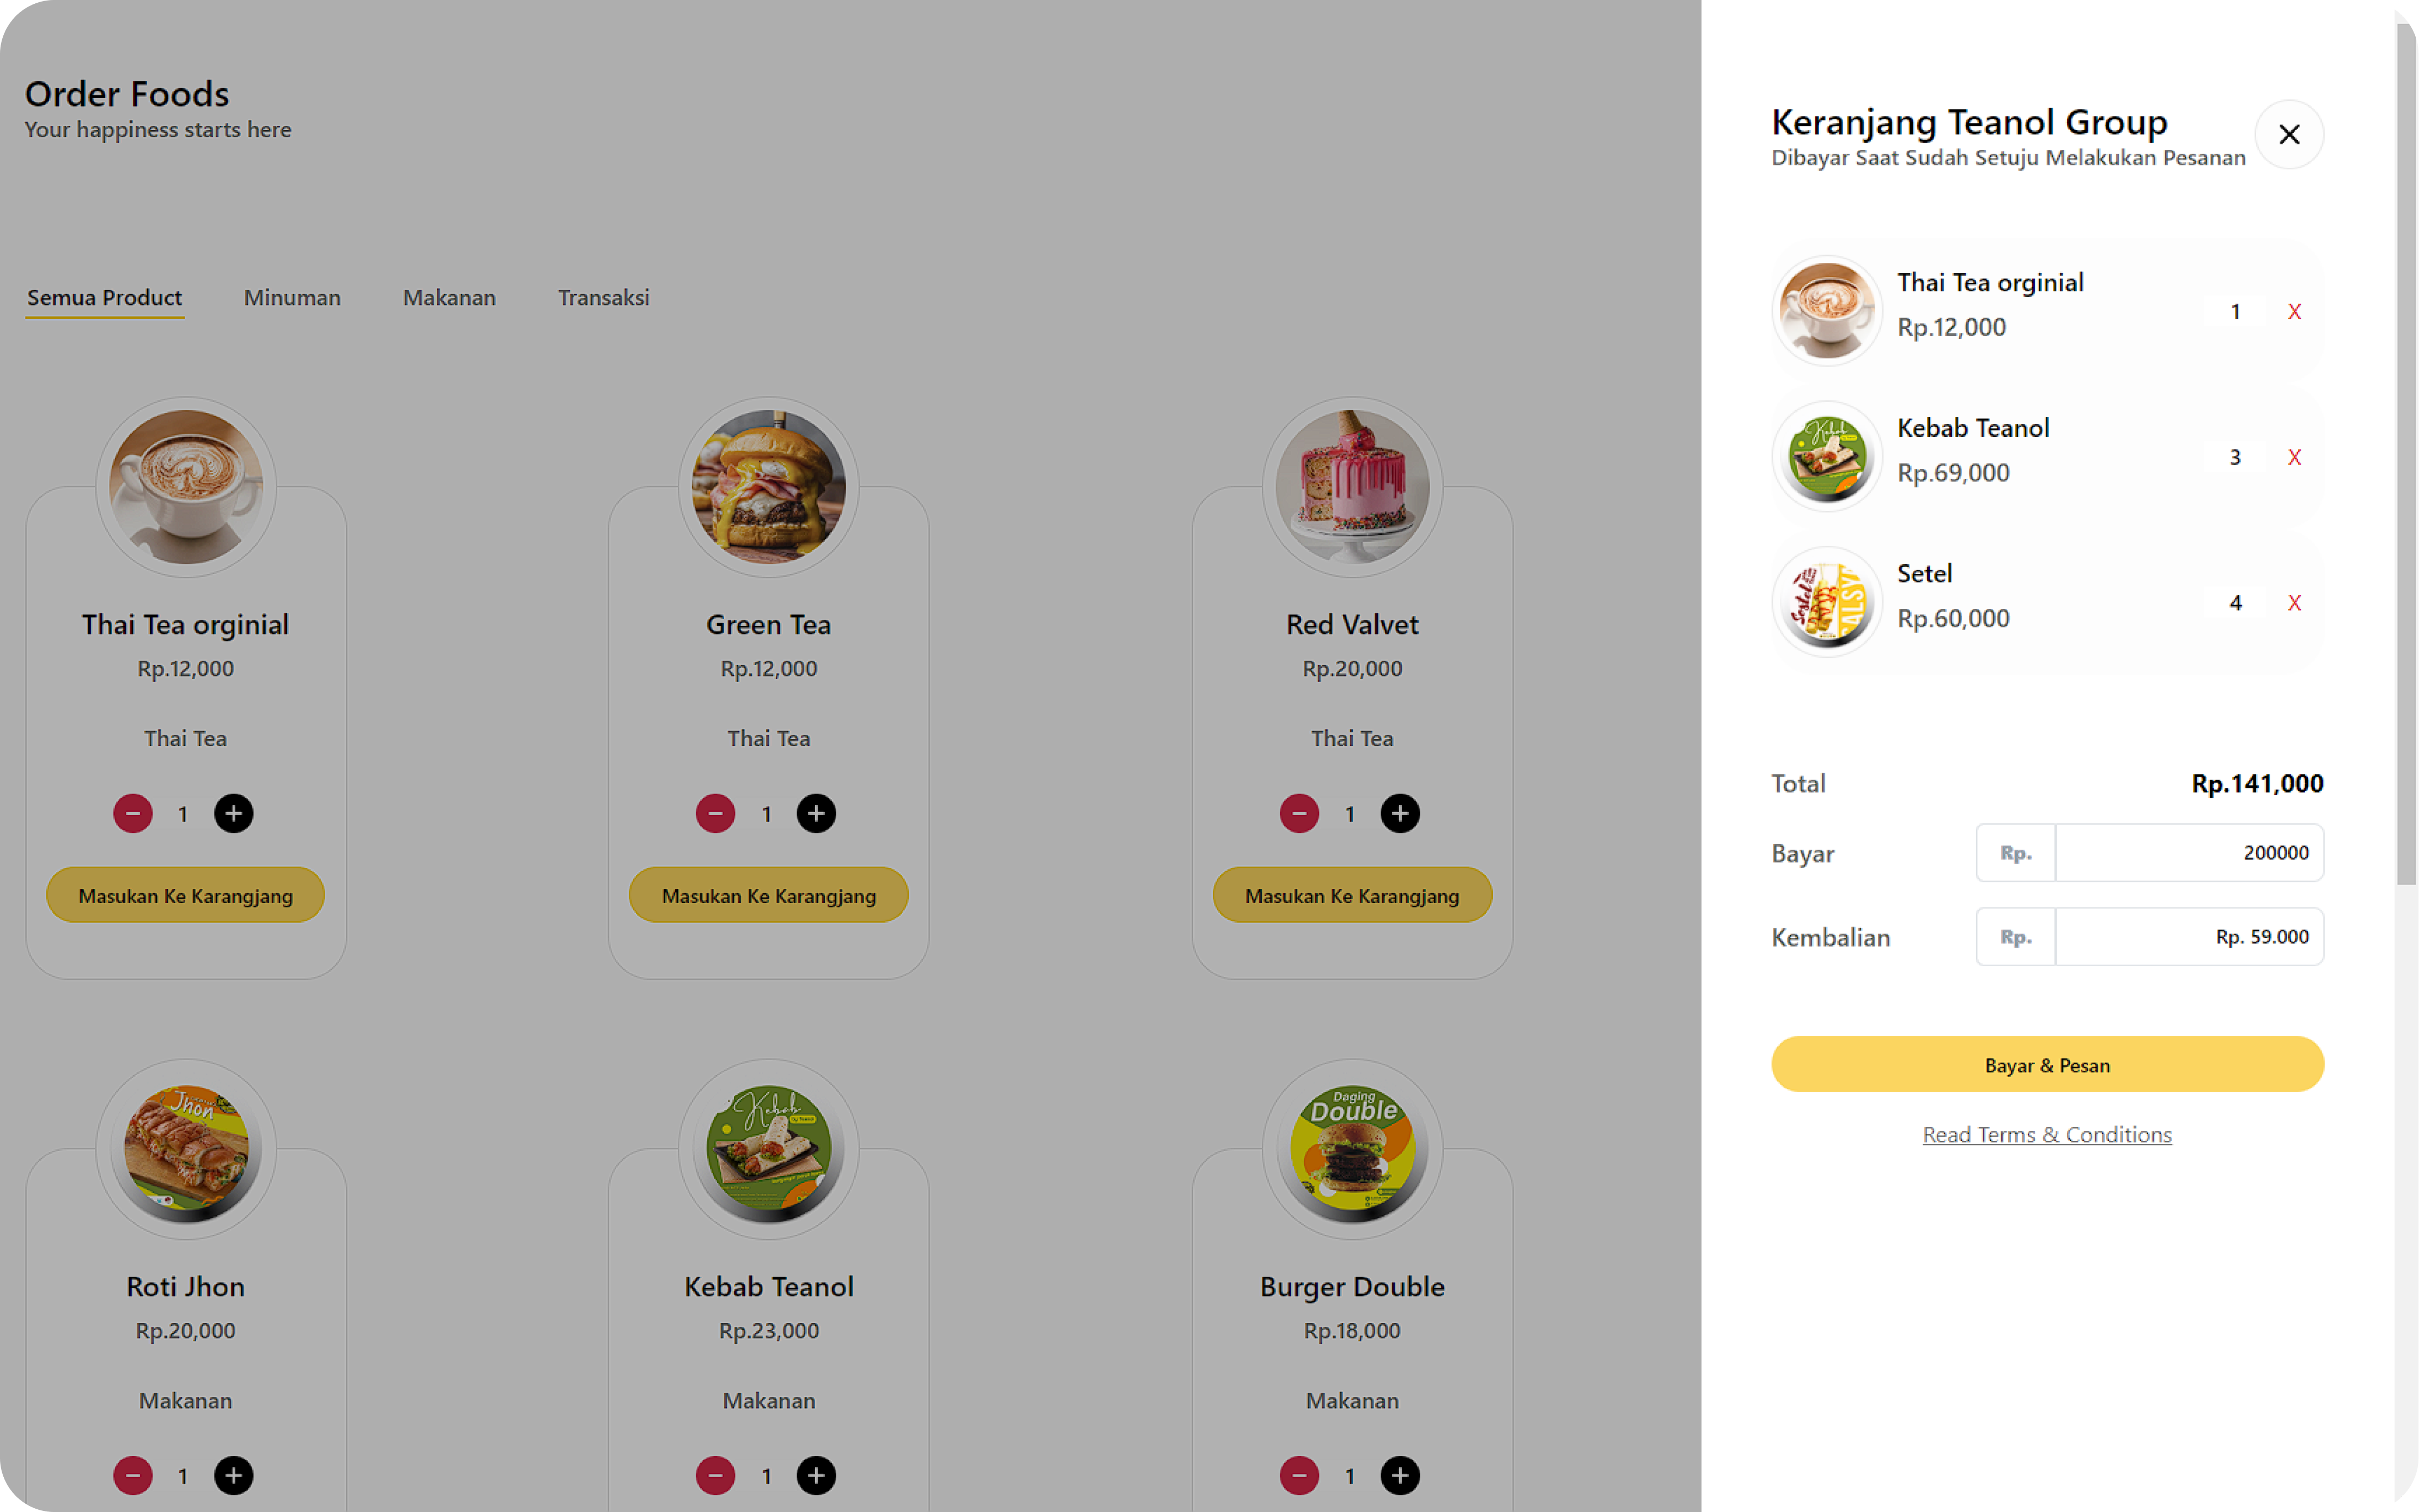 Order Foods
Your happiness starts here
Semua Product
Minuman
Makanan
Transaksi
Thai Tea orginial
Rp.12,000
Thai Tea
1
Masukan Ke Karangjang
Green Tea
Rp.12,000
Thai Tea
1
Masukan Ke Karangjang
Red Valvet
Rp.20,000
Thai Tea
1
Masukan Ke Karangjang
Jhon
Roti Jhon
Rp.20,000
Makanan
1
Kebab
Kebab Teanol
Rp.23,000
Makanan
1
Daging
Double
Burger Double
Rp.18,000
Makanan
1
Keranjang Teanol Group
Dibayar Saat Sudah Setuju Melakukan Pesanan
Thai Tea orginial
Rp.12,000
1
X
Kebab
Kebab Teanol
Rp.69,000
3
X
Setel
Rp.60,000
4
X
Total
Rp.141,000
Bayar
Rp.
200000
Kembalian
Rp.
Rp. 59.000
Bayar & Pesan
Read Terms & Conditions